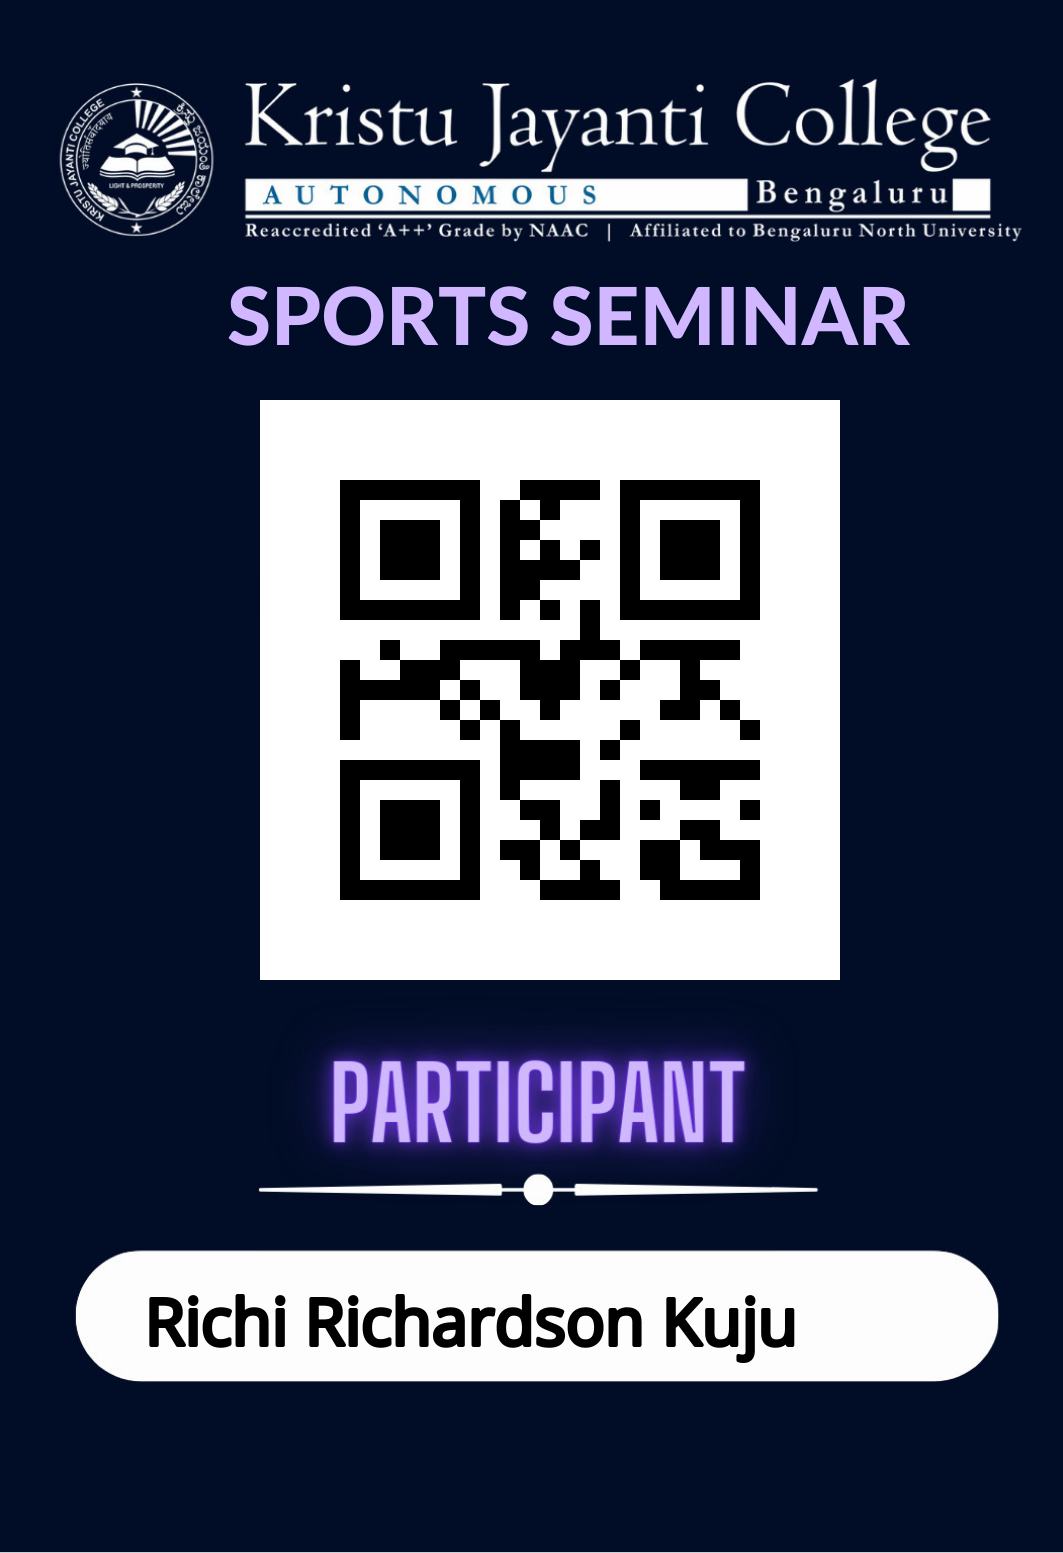 KRISTU JAYANTI COLLEGE
LIGHT & PROSPERITY
Kristu Jayanti College
AUTONOMOUS Bengaluru
Reaccredited ‘A++’ Grade by NAAC | Affiliated to Bengaluru North University
SPORTS SEMINAR
PARTICIPANT
Richi Richardson Kuju